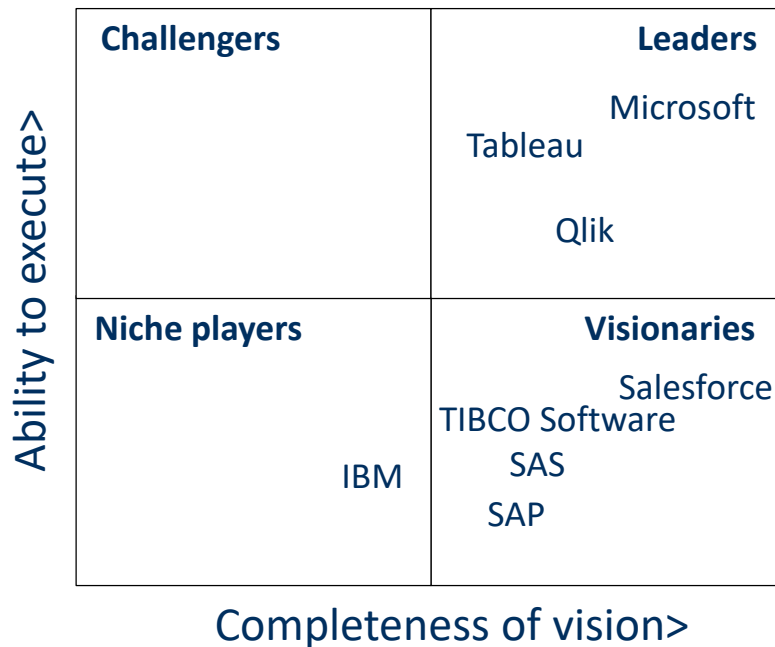 Challengers
Leaders
Microsoft
Tableau
Qlik
Ability to execute>
Niche players
Visionaries
Salesforce
TIBCO Software
SAS
IBM
SAP
Completeness of vision>